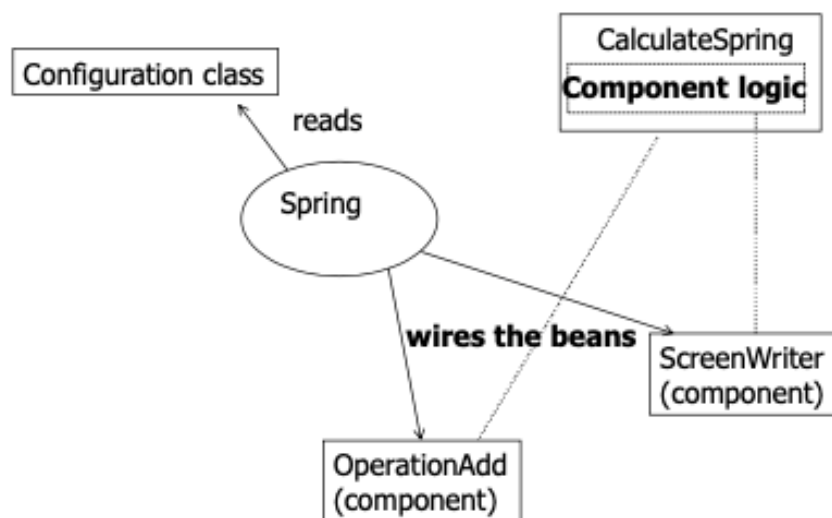 CalculateSpring
Component logic
Configuration class
reads
Spring
wires the beans
ScreenWriter
(component)
OperationAdd
(component)